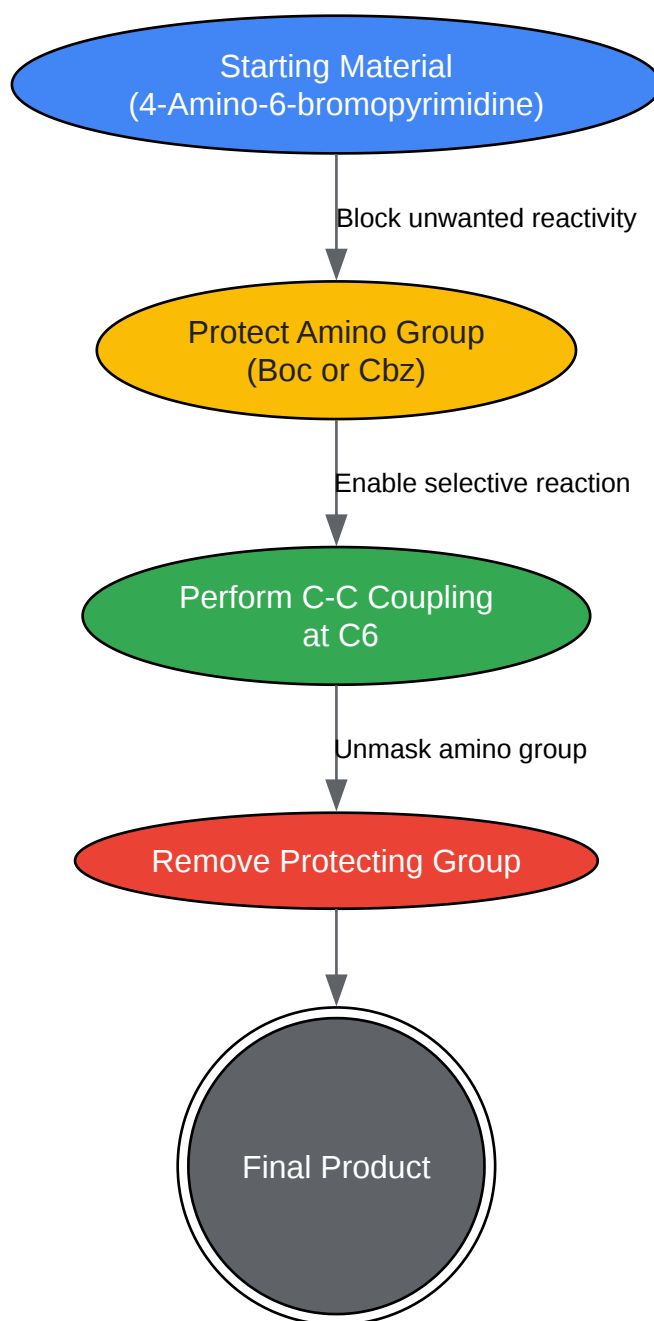 Starting Material
(4-Amino-6-bromopyrimidine)
Block unwanted reactivity
Protect Amino Group
(Boc or Cbz)
Enable selective reaction
Perform C-C Coupling
at C6
Unmask amino group
Remove Protecting Group
Final Product